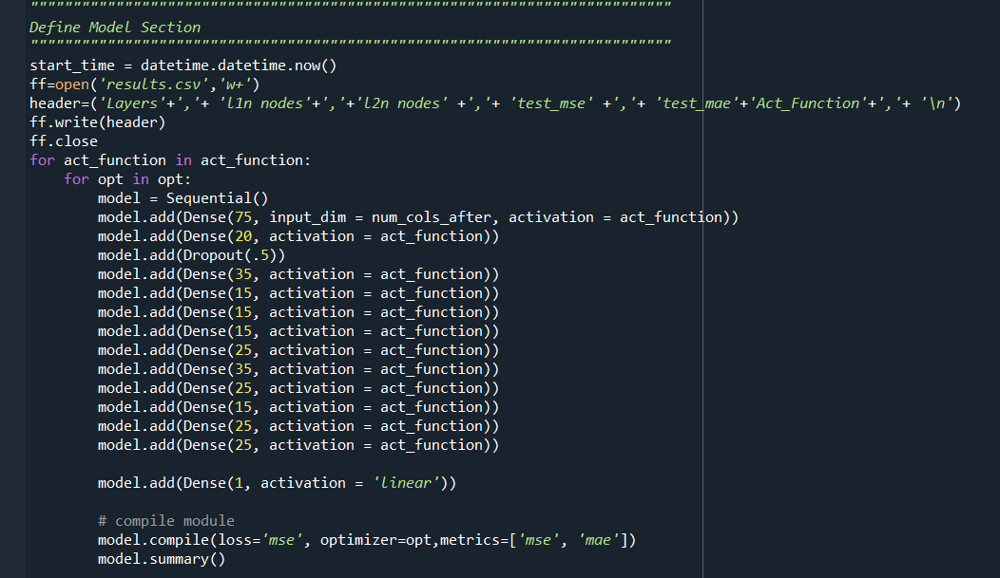 """""""""""""""""""""""""""""""""""""""""""""""""""""""""""""""""""""""""""
Define Model Section
"""""""""""""""""""""""""""""""""""""""""""""""""""""""""""""""""""""""""""
start_time = datetime.datetime.now()
ff=open('results.csv','w+')
header=('Layers'+','+ 'l1n nodes'+','+'l2n nodes' +','+ 'test_mse' +','+ 'test_mae'+'Act_Function'+','+ '\n')
ff.write(header)
ff.close
for act_function in act_function:
    for opt in opt:
        model = Sequential()
        model.add(Dense(75, input_dim = num_cols_after, activation = act_function))
        model.add(Dense(20, activation = act_function))
        model.add(Dropout(.5))
        model.add(Dense(35, activation = act_function))
        model.add(Dense(15, activation = act_function))
        model.add(Dense(15, activation = act_function))
        model.add(Dense(15, activation = act_function))
        model.add(Dense(25, activation = act_function))
        model.add(Dense(35, activation = act_function))
        model.add(Dense(25, activation = act_function))
        model.add(Dense(15, activation = act_function))
        model.add(Dense(25, activation = act_function))
        model.add(Dense(25, activation = act_function))
        model.add(Dense(1, activation = 'linear'))
        # compile module
        model.compile(loss='mse', optimizer=opt,metrics=['mse', 'mae'])
        model.summary()